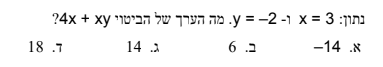 נתון: x = 3 ו- y = –2. מה הערך של הביטוי 4x + xy?
א. 14– ב. 6 ג. 14 ד. 18